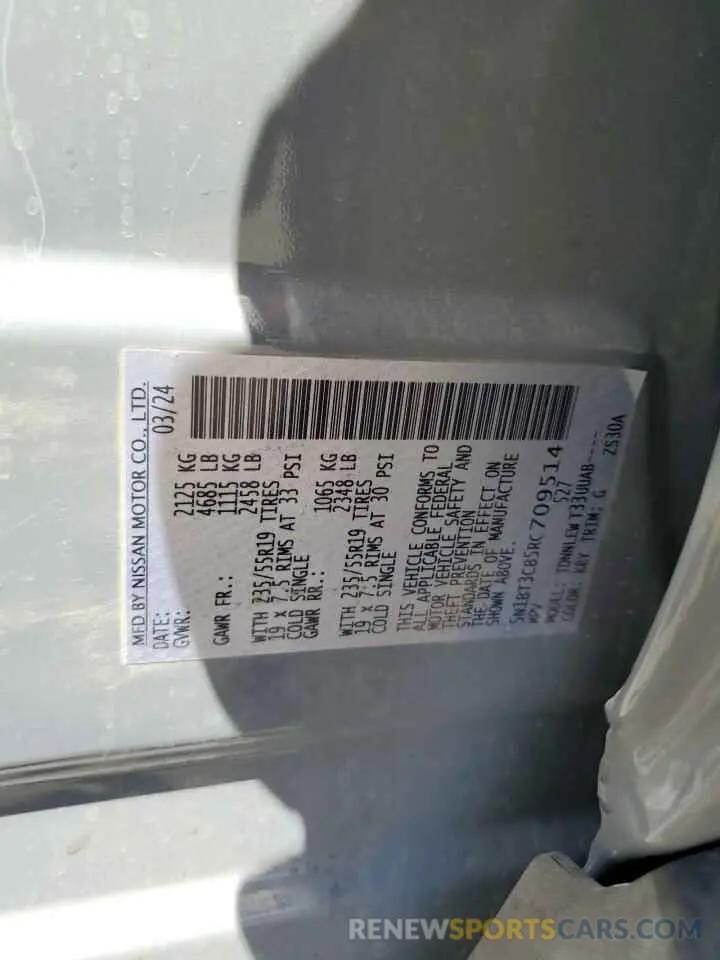 MFD BY NISSAN MOTOR CO., LTD.
DATE: 03/24
GVWR: 2125 KG
4685 LB
GAWR FR.: 1115 KG
2458 LB
WITH 235/55R19 TIRES
19 x 7.5 RIMS AT 33 PSI
COLD SINGLE
GAWR RR.: 1065 KG
2348 LB
WITH 235/55R19 TIRES
19 x 7.5 RIMS AT 30 PSI
COLD SINGLE
THIS VEHICLE CONFORMS TO
ALL APPLICABLE FEDERAL
MOTOR VEHICLE SAFETY AND
THEFT PREVENTION
STANDARDS IN EFFECT ON
THE DATE OF MANUFACTURE
SHOWN ABOVE.
5N1BT3CB5RC709514
MPV 527
MODEL: TDNNLEW T33UUAB----
COLOR: KBY TRIM: G 2S30A
RENEWSPORTSCARS.COM